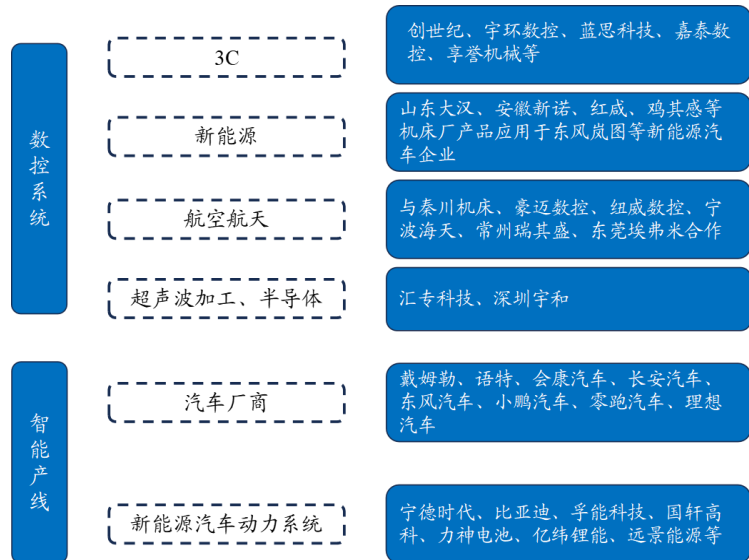 数控系统
3C
创世纪、宇环数控、蓝思科技、嘉泰数
控、享誉机械等
新能源
山东大汉、安徽新诺、红威、鸡其惑等
机床厂产品应用于东风岚图等新能源汽
车企业
航空航天
与秦川机床、豪迈数控、纽威数控、宁
波海天、常州瑞其盛、东莞埃弗米合作
超声波加工、半导体
汇专科技、深圳宇和
智能产线
汽车厂商
戴姆勒、语特、会康汽车、长安汽车、
东风汽车、小鹏汽车、零跑汽车、理想
汽车
新能源汽车动力系统
宁德时代、比亚迪、孚能科技、国轩高
科、力神电池、亿纬锂能、远景能源等